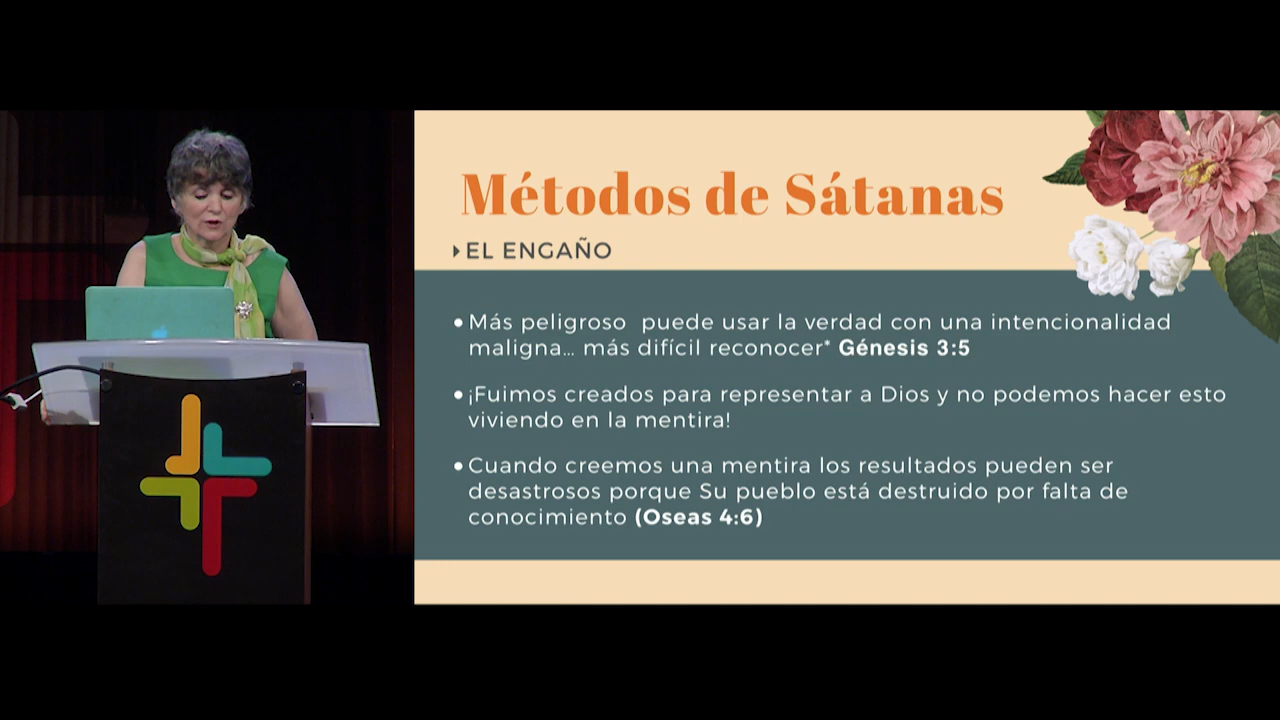 Métodos de Sátanas
EL ENGAÑO
•Más peligroso  puede usar la verdad con una intencionalidad
maligna... más difícil reconocer* Génesis 3:5
•¡Fuimos creados para representar a Dios y no podemos hacer esto
viviendo en la mentira!
•Cuando creemos una mentira los resultados pueden ser
desastrosos porque Su pueblo está destruido por falta de
conocimiento (Oseas 4:6)